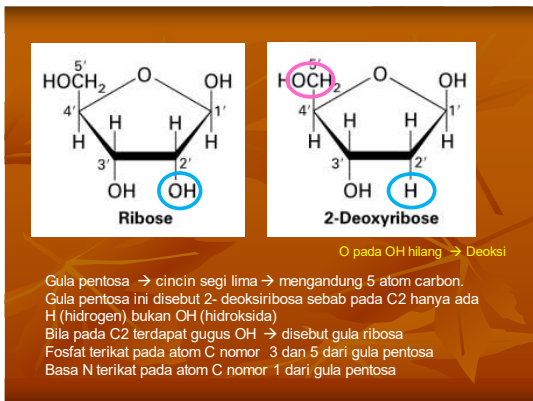 5'
HOCH2 O OH
4' H H 1'
H H
3' 2'
OH OH
Ribose
5'
HOCH2 O OH
4' H H 1'
H H
3' 2'
OH H
2-Deoxyribose
O pada OH hilang → Deoksi
Gula pentosa → cincin segi lima → mengandung 5 atom carbon.
Gula pentosa ini disebut 2- deoksiribosa sebab pada C2 hanya ada
H (hidrogen) bukan OH (hidroksida)
Bila pada C2 terdapat gugus OH → disebut gula ribosa
Fosfat terikat pada atom C nomor 3 dan 5 dari gula pentosa
Basa N terikat pada atom C nomor 1 dari gula pentosa